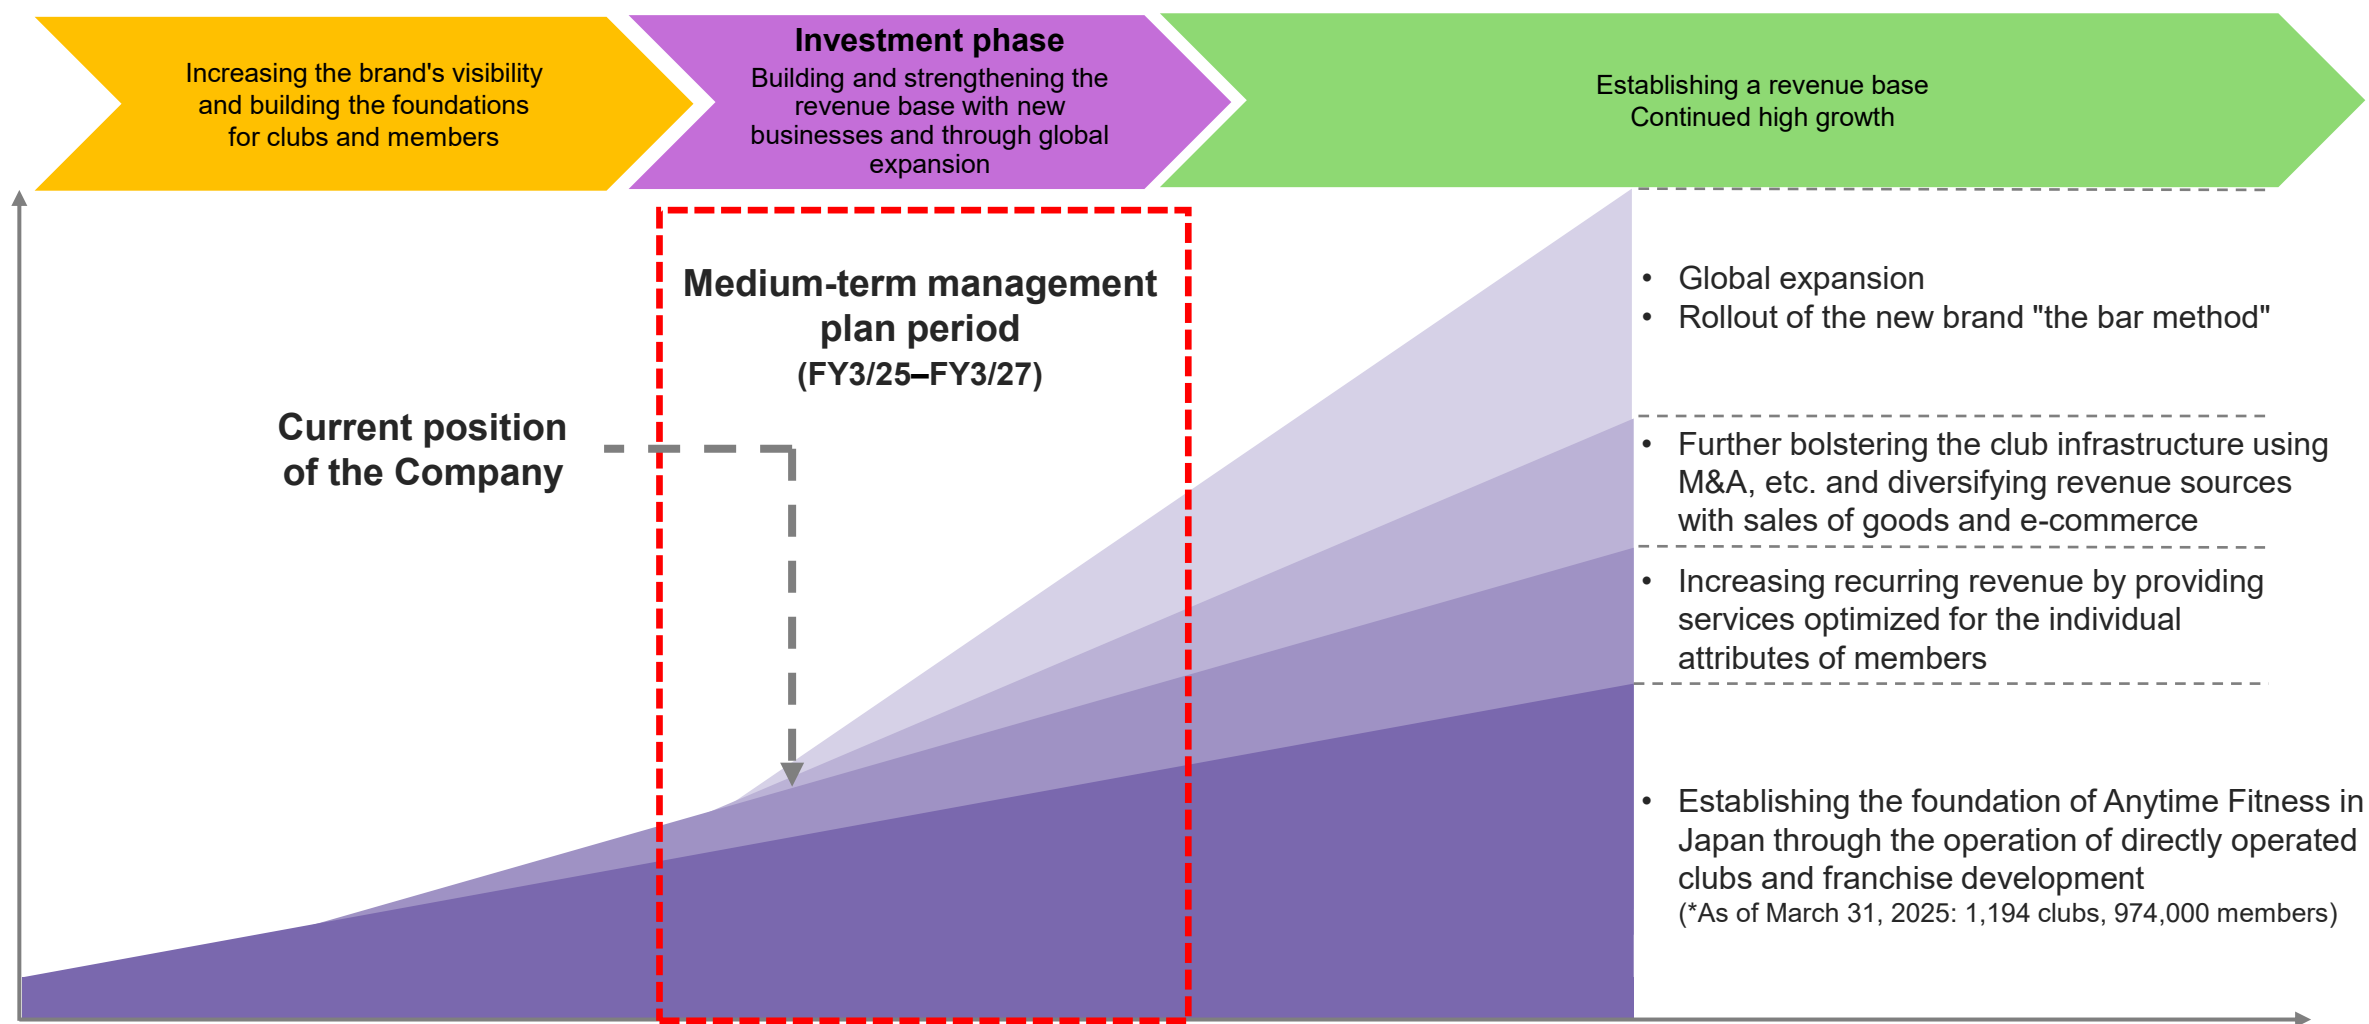 Increasing the brand's visibility
and building the foundations
for clubs and members
Investment phase
Building and strengthening the
revenue base with new
businesses and through global
expansion
Establishing a revenue base
Continued high growth
Medium-term management
plan period
(FY3/25–FY3/27)
Current position
of the Company
• Global expansion
• Rollout of the new brand "the bar method"
• Further bolstering the club infrastructure using
M&A, etc. and diversifying revenue sources
with sales of goods and e-commerce
• Increasing recurring revenue by providing
services optimized for the individual
attributes of members
• Establishing the foundation of Anytime Fitness in
Japan through the operation of directly operated
clubs and franchise development
(*As of March 31, 2025: 1,194 clubs, 974,000 members)